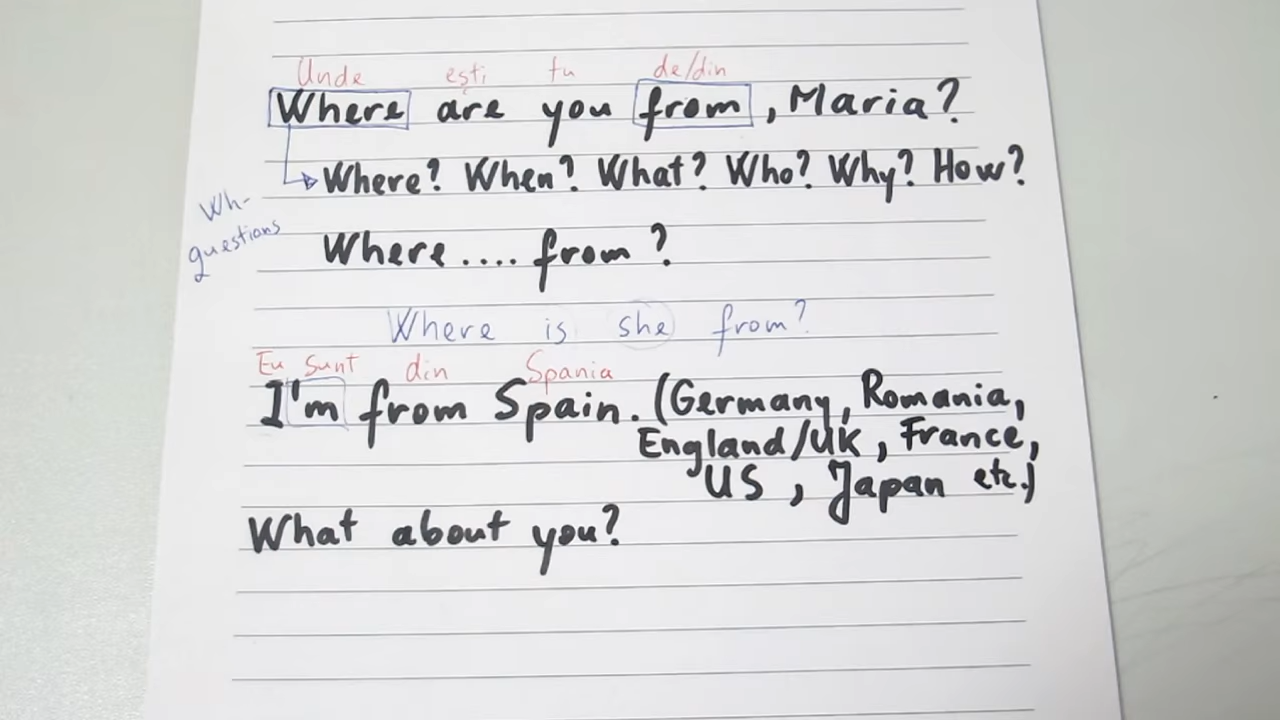 Unde ești tu de/din
Where are you from, Maria?
Where? When? What? Who? Why? How?
Wh-
questions
Where.... from?
Where is she from?
Eu sunt din Spania
I'm from Spain. (Germany, Romania,
England/UK, France,
US, Japan etc.)
What about you?